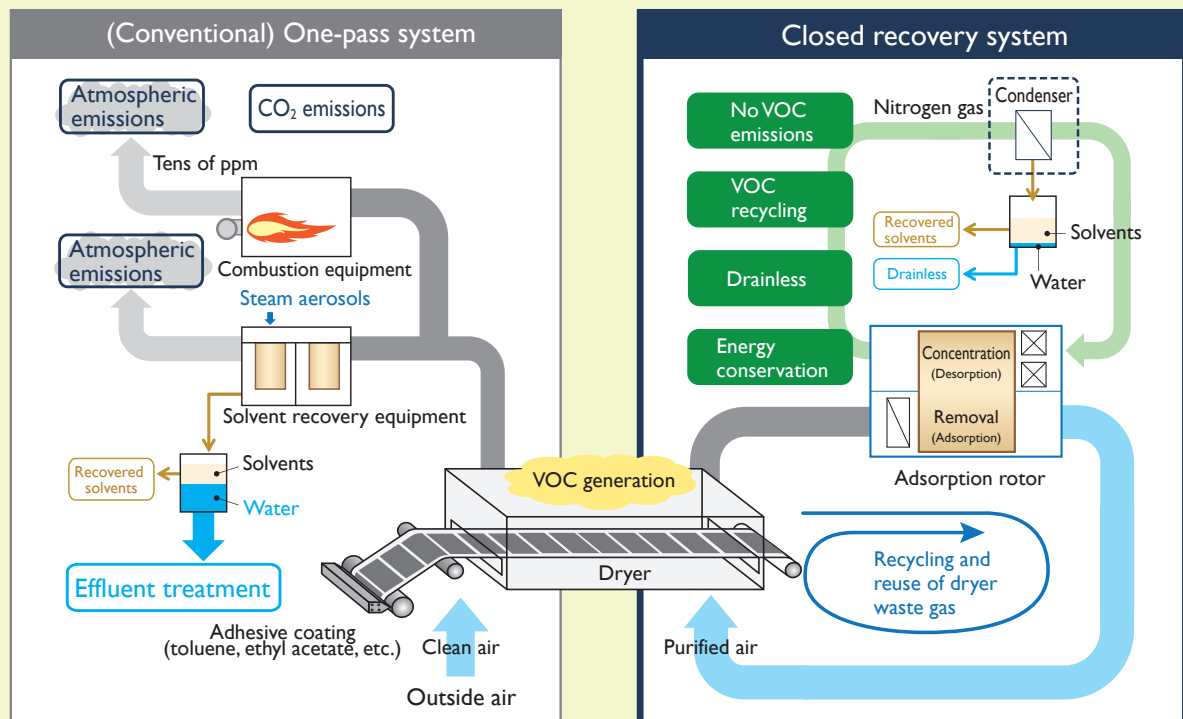 (Conventional) One-pass system
Atmospheric
emissions
CO₂ emissions
Tens of ppm
Combustion equipment
Atmospheric
emissions
Steam aerosols
Solvent recovery equipment
Recovered
solvents
Solvents
Water
Effluent treatment
Adhesive coating
(toluene, ethyl acetate, etc.)
Clean air
Outside air
VOC generation
Dryer
Closed recovery system
No VOC
emissions
VOC
recycling
Drainless
Energy
conservation
Nitrogen gas
Condenser
Recovered
solvents
Solvents
Drainless
Water
Concentration
(Desorption)
Removal
(Adsorption)
Adsorption rotor
Recycling and
reuse of dryer
waste gas
Purified air